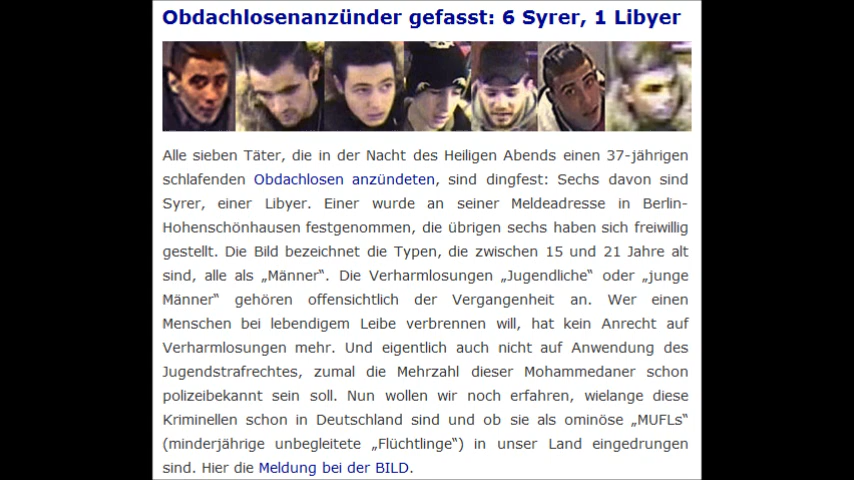 Obdachlosenanzünder gefasst: 6 Syrer, 1 Libyer
Alle sieben Täter, die in der Nacht des Heiligen Abends einen 37-jährigen
schlafenden Obdachlosen anzündeten, sind dingfest: Sechs davon sind
Syrer, einer Libyer. Einer wurde an seiner Meldeadresse in Berlin-
Hohenschönhausen festgenommen, die übrigen sechs haben sich freiwillig
gestellt. Die Bild bezeichnet die Typen, die zwischen 15 und 21 Jahre alt
sind, alle als „Männer“. Die Verharmlosungen „Jugendliche“ oder „junge
Männer“ gehören offensichtlich der Vergangenheit an. Wer einen
Menschen bei lebendigem Leibe verbrennen will, hat kein Anrecht auf
Verharmlosungen mehr. Und eigentlich auch nicht auf Anwendung des
Jugendstrafrechtes, zumal die Mehrzahl dieser Mohammedaner schon
polizeibekannt sein soll. Nun wollen wir noch erfahren, wielange diese
Kriminellen schon in Deutschland sind und ob sie als ominöse „MUFLs“
(minderjährige unbegleitete „Flüchtlinge“) in unser Land eingedrungen
sind. Hier die Meldung bei der BILD.